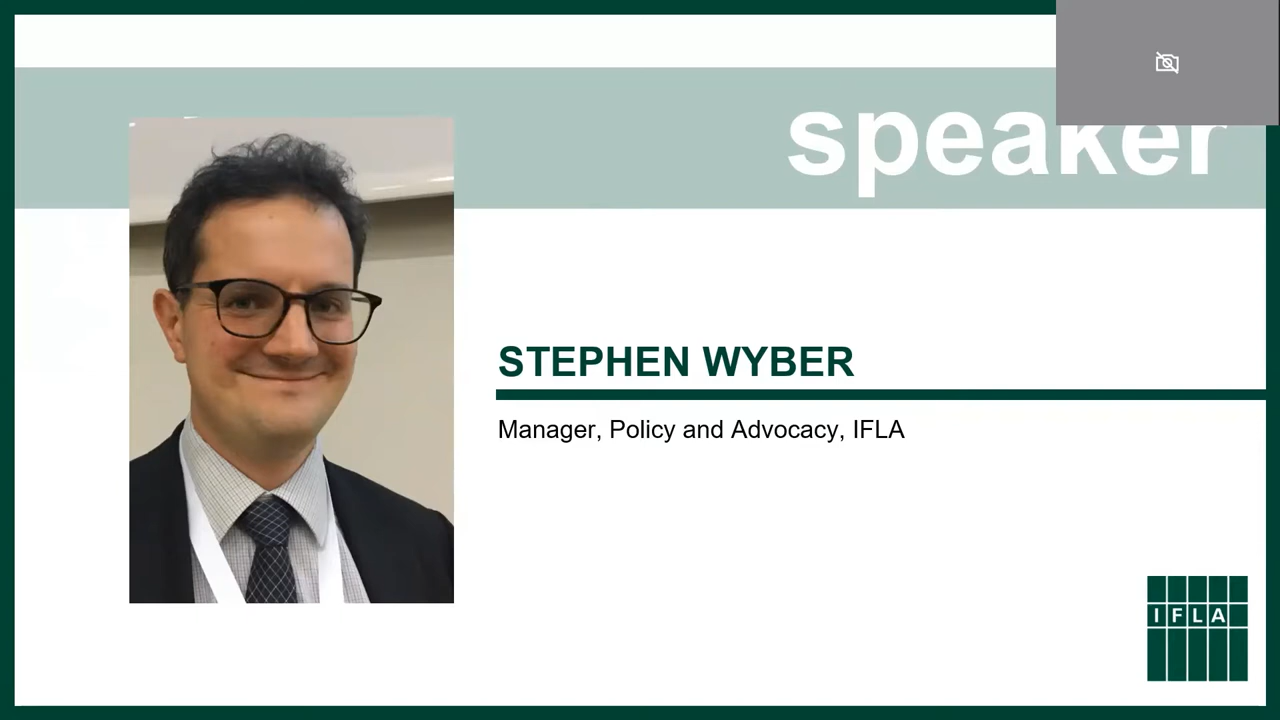 speaker
STEPHEN WYBER
Manager, Policy and Advocacy, IFLA
IFLA